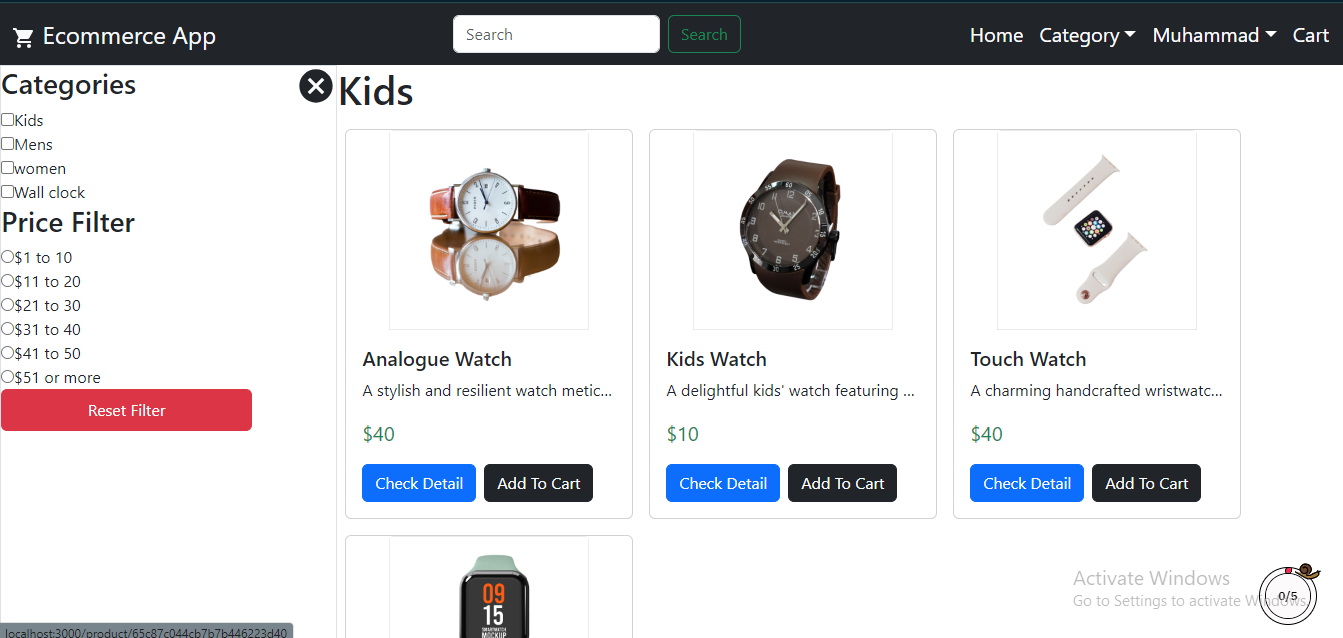 Ecommerce App
Search
Search
Home
Category
Muhammad
Cart
Categories
Kids
Mens
women
Wall clock
Price Filter
$1 to 10
$11 to 20
$21 to 30
$31 to 40
$41 to 50
$51 or more
Reset Filter
Kids
Analogue Watch
A stylish and resilient watch metic...
$40
Check Detail
Add To Cart
Kids Watch
A delightful kids' watch featuring ...
$10
Check Detail
Add To Cart
Touch Watch
A charming handcrafted wristwatc...
$40
Check Detail
Add To Cart
09
15
SMARTWATCH
MOCKUP
Activate Windows
Go to Settings to activate Windows.
0/5
localhost:3000/product/65c87c044cb7b7b446223d40